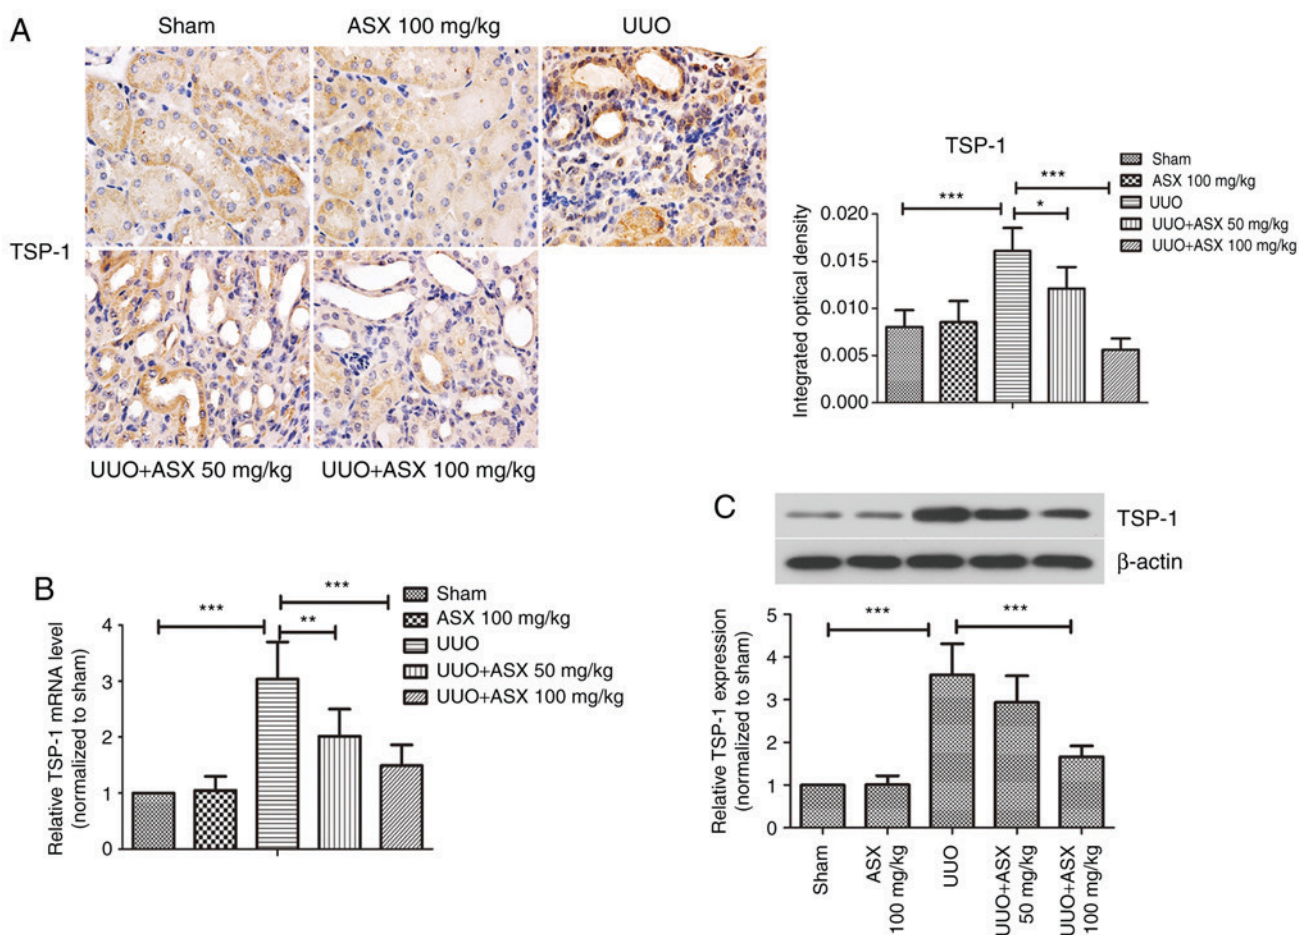 A
Sham
ASX 100 mg/kg
UUO
TSP-1
UUO+ASX 50 mg/kg
UUO+ASX 100 mg/kg
TSP-1
Sham
ASX 100 mg/kg
UUO
UUO+ASX 50 mg/kg
UUO+ASX 100 mg/kg
***
***
*
Integrated optical density
0.020
0.015
0.010
0.005
0.000
B
***
***
**
Sham
ASX 100 mg/kg
UUO
UUO+ASX 50 mg/kg
UUO+ASX 100 mg/kg
Relative TSP-1 mRNA level
(normalized to sham)
4
3
2
1
0
C
TSP-1
β-actin
***
***
Relative TSP-1 expression
(normalized to sham)
5
4
3
2
1
0
Sham
ASX
100 mg/kg
UUO
UUO+ASX
50 mg/kg
UUO+ASX
100 mg/kg